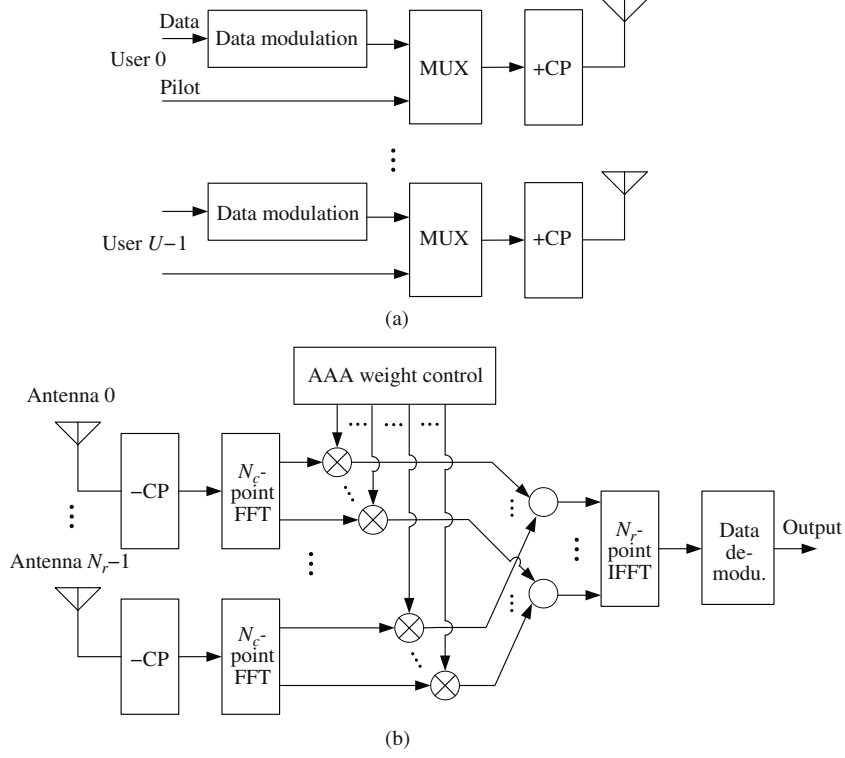 Data
Data modulation
User 0
MUX
+CP
Pilot
Data modulation
User U−1
MUX
+CP
(a)
AAA weight control
Antenna 0
−CP
Nc-
point
FFT
Antenna Nr−1
−CP
Nc-
point
FFT
Nr-
point
IFFT
Data
de-
modu.
Output
(b)